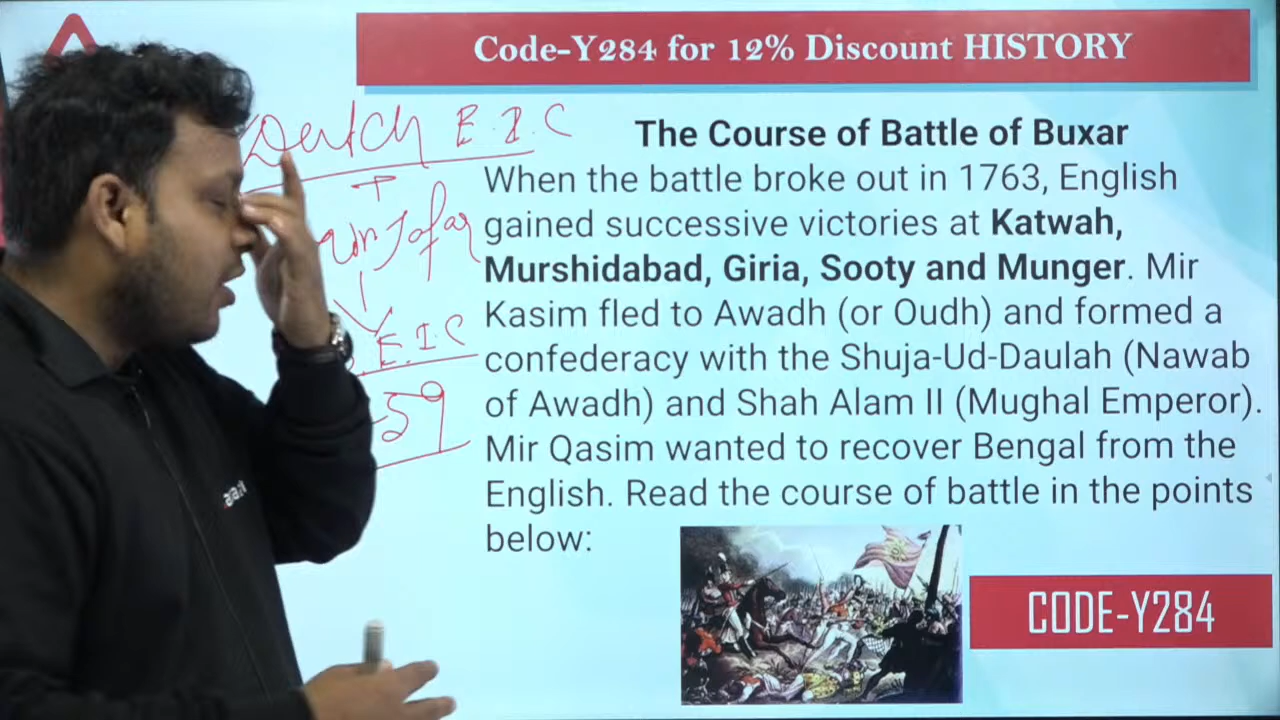 Code-Y284 for 12% Discount HISTORY
Dutch E.I.C
Jafar
E.I.C
59
The Course of Battle of Buxar
When the battle broke out in 1763, English
gained successive victories at Katwah,
Murshidabad, Giria, Sooty and Munger. Mir
Kasim fled to Awadh (or Oudh) and formed a
confederacy with the Shuja-Ud-Daulah (Nawab
of Awadh) and Shah Alam II (Mughal Emperor).
Mir Qasim wanted to recover Bengal from the
English. Read the course of battle in the points
below:
CODE-Y284